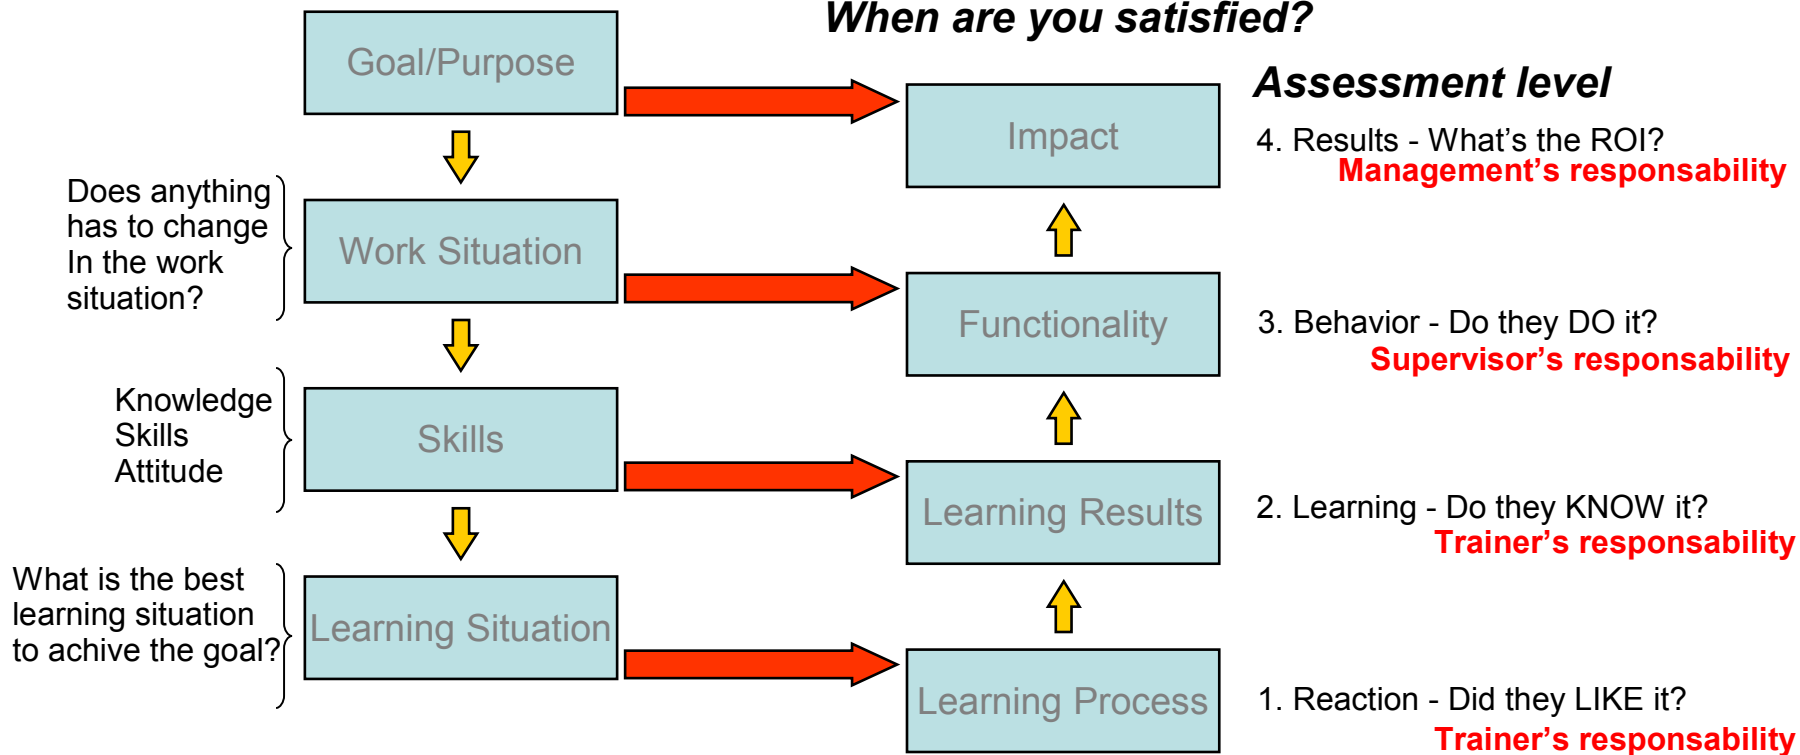 When are you satisfied?
Goal/Purpose
Assessment level
Impact
4. Results - What's the ROI?
Management's responsability
Does anything
has to change
In the work
situation?
Work Situation
Functionality
3. Behavior - Do they DO it?
Supervisor's responsability
Knowledge
Skills
Attitude
Skills
Learning Results
2. Learning - Do they KNOW it?
Trainer's responsability
What is the best
learning situation
to achive the goal?
Learning Situation
Learning Process
1. Reaction - Did they LIKE it?
Trainer's responsability